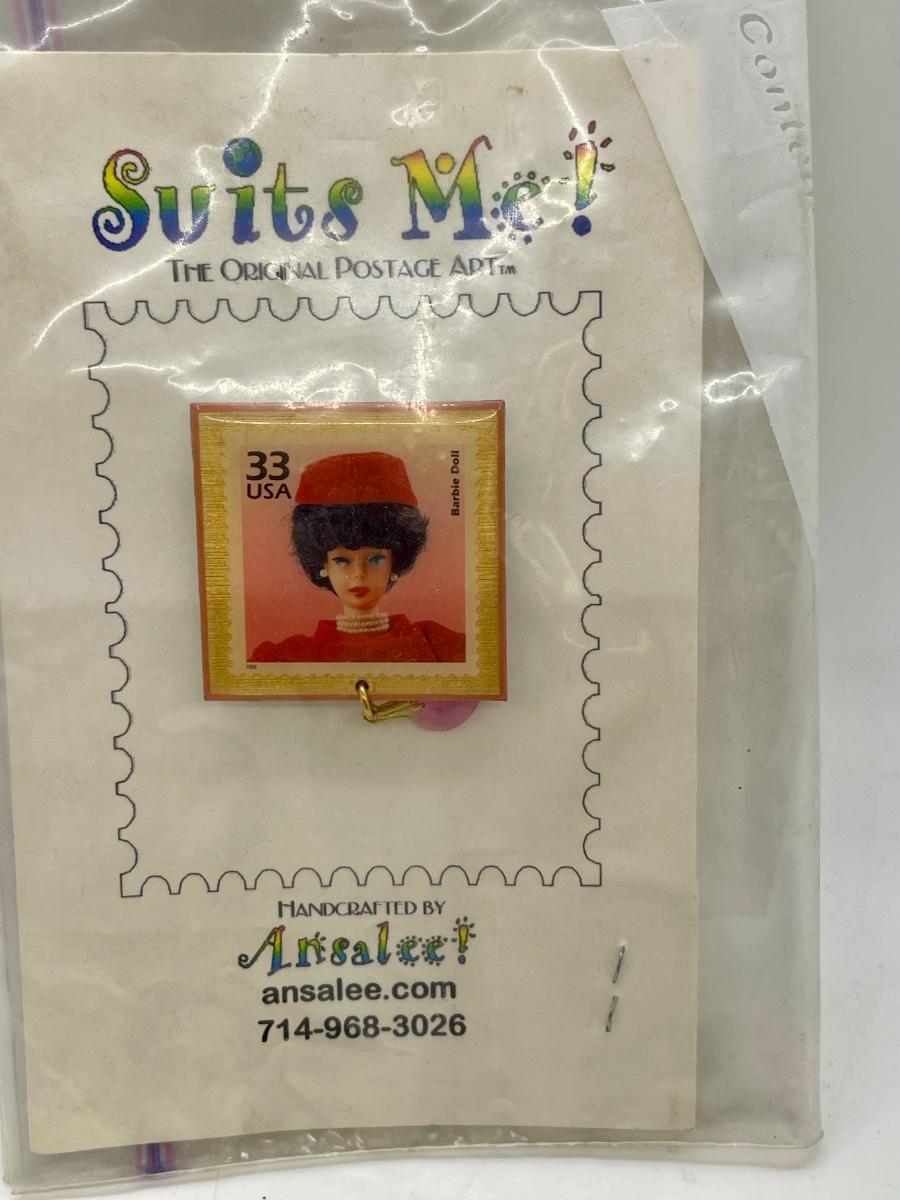 Suits Me!
THE ORIGINAL POSTAGE ART™
33
USA
Barbie Doll
HANDCRAFTED BY
Ansalee!
ansalee.com
714-968-3026